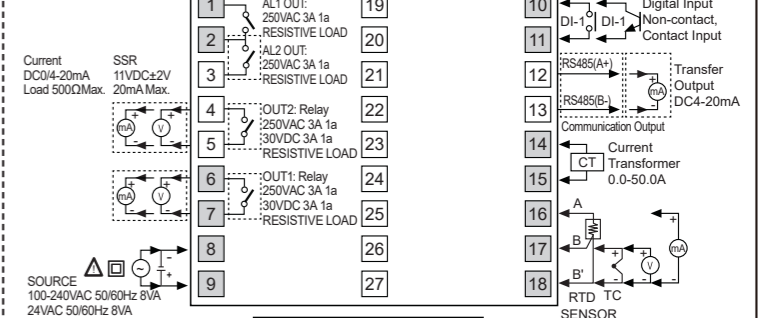 1
AL1 OUT:
250VAC 3A 1a
RESISTIVE LOAD
2
AL2 OUT:
250VAC 3A 1a
RESISTIVE LOAD
3
Current
DC0/4-20mA
Load 500ΩMax.
SSR
11VDC±2V
20mA Max.
mA
V
4
OUT2: Relay
250VAC 3A 1a
30VDC 3A 1a
RESISTIVE LOAD
5
mA
V
6
OUT1: Relay
250VAC 3A 1a
30VDC 3A 1a
RESISTIVE LOAD
7
8
SOURCE
100-240VAC 50/60Hz 8VA
24VAC 50/60Hz 8VA
9
19
20
21
22
23
24
25
26
27
10
DI-1
DI-1
Digital Input
Non-contact,
Contact Input
11
12
RS485(A+)
mA
Transfer
Output
DC4-20mA
13
RS485(B-)
Communication Output
14
CT
Current
Transformer
0.0-50.0A
15
16
A
17
B
18
B'
V
mA
RTD
TC
SENSOR